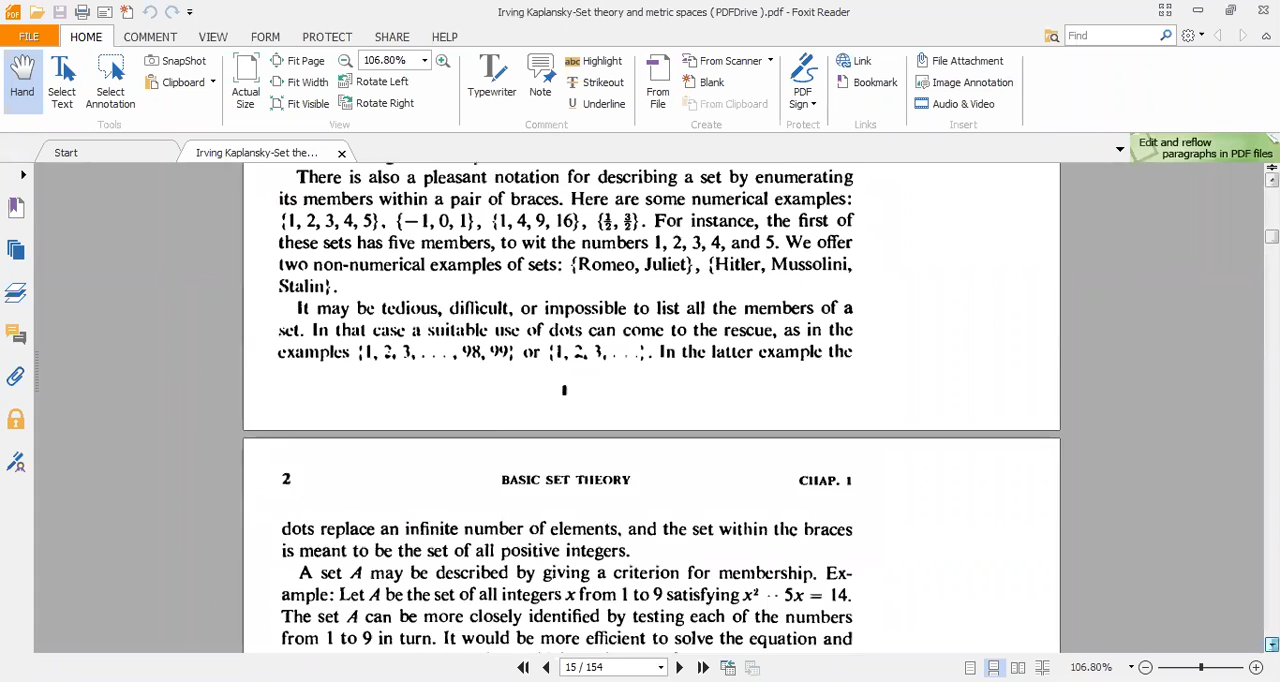 Irving Kaplansky-Set theory and metric spaces ( PDFDrive ).pdf - Foxit Reader
FILE HOME COMMENT VIEW FORM PROTECT SHARE HELP Find
Hand Select Text Select Annotation SnapShot Clipboard Tools
Actual Size Fit Page Fit Width Fit Visible 106.80% Rotate Left Rotate Right View
Typewriter Note Highlight Strikeout Underline Comment
From File From Scanner Blank From Clipboard Create
PDF Sign Protect
Link Bookmark Links
File Attachment Image Annotation Audio & Video Insert
Start Irving Kaplansky-Set the...
Edit and reflow
paragraphs in PDF files
There is also a pleasant notation for describing a set by enumerating
its members within a pair of braces. Here are some numerical examples:
{1, 2, 3, 4, 5}, {−1, 0, 1}, {1, 4, 9, 16}, {½, 3/2}. For instance, the first of
these sets has five members, to wit the numbers 1, 2, 3, 4, and 5. We offer
two non-numerical examples of sets: {Romeo, Juliet}, {Hitler, Mussolini,
Stalin}.
It may be tedious, difficult, or impossible to list all the members of a
set. In that case a suitable use of dots can come to the rescue, as in the
examples {1, 2, 3, . . . , 98, 99} or {1, 2, 3, . . .}. In the latter example the
1
2 BASIC SET THEORY CHAP. 1
dots replace an infinite number of elements, and the set within the braces
is meant to be the set of all positive integers.
A set A may be described by giving a criterion for membership. Ex-
ample: Let A be the set of all integers x from 1 to 9 satisfying x² - 5x = 14.
The set A can be more closely identified by testing each of the numbers
from 1 to 9 in turn. It would be more efficient to solve the equation and
15 / 154 106.80%